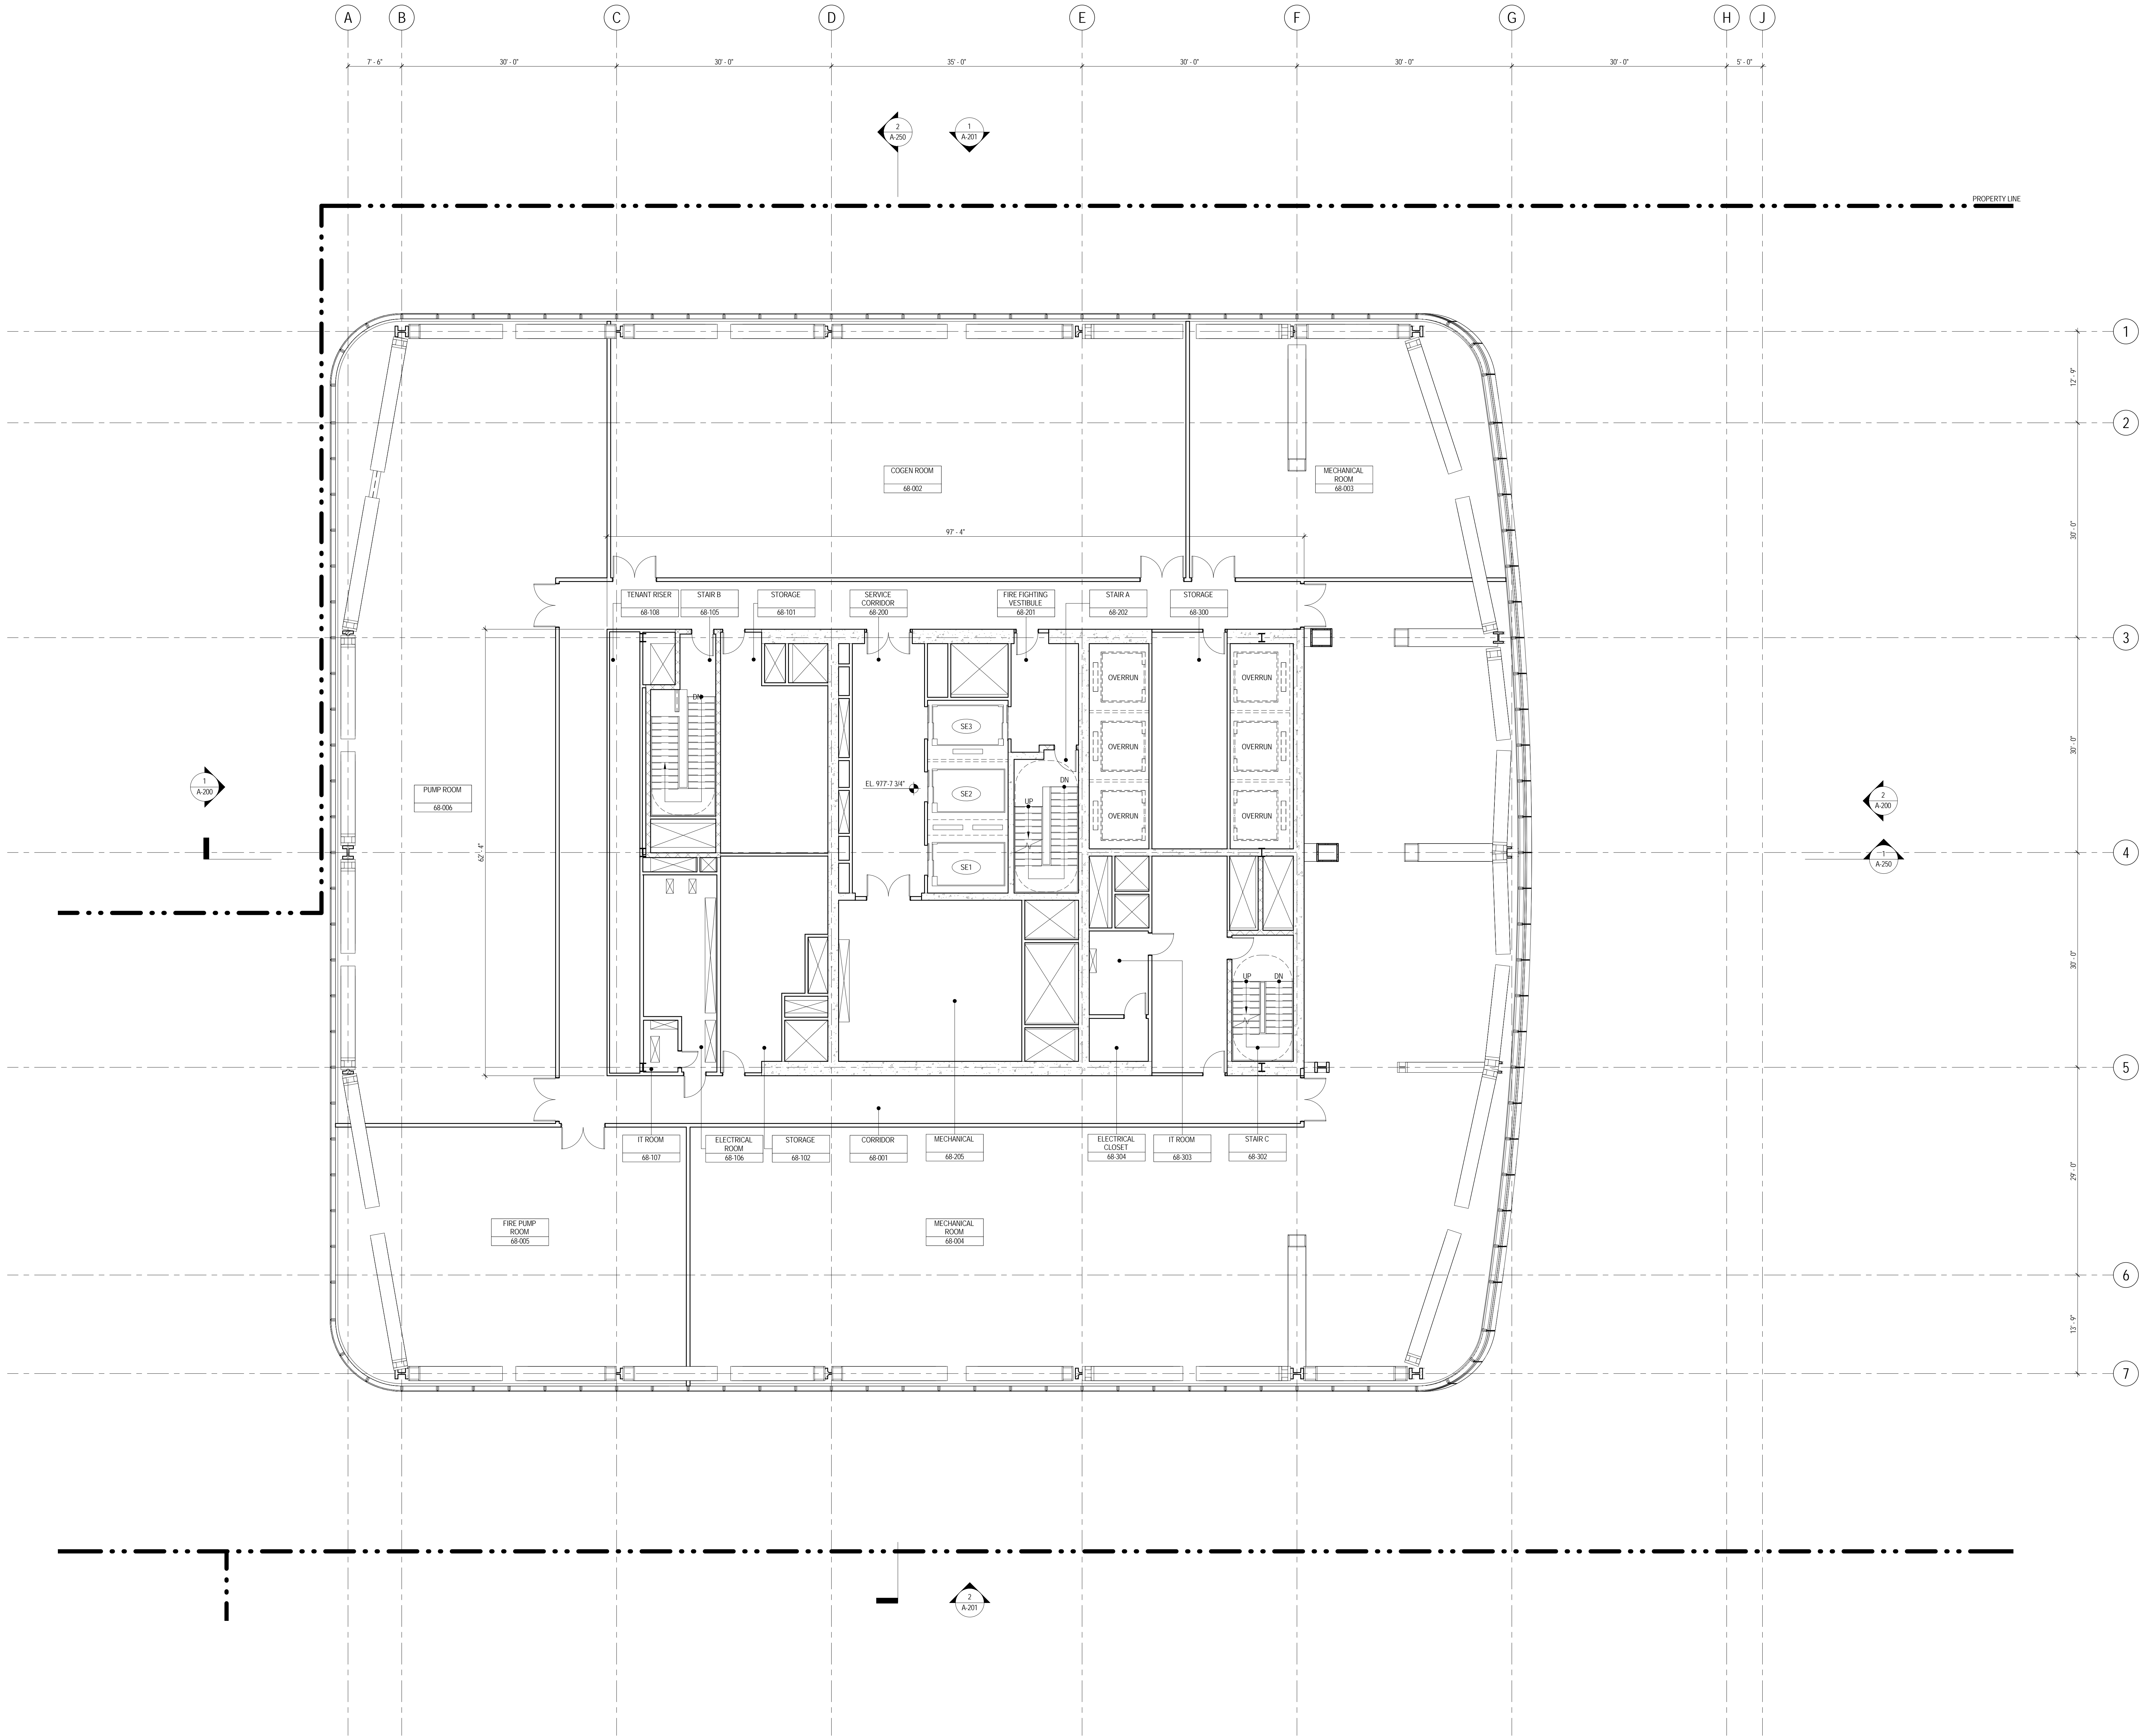 A
B
C
D
E
F
G
H
J
7' - 6"
30' - 0"
30' - 0"
35' - 0"
30' - 0"
30' - 0"
30' - 0"
5' - 0"
2
A-250
1
A-201
PROPERTY LINE
1
12' - 9"
2
COGEN ROOM
68-002
MECHANICAL
ROOM
68-003
30' - 0"
97' - 4"
TENANT RISER
68-108
STAIR B
68-105
STORAGE
68-101
SERVICE
CORRIDOR
68-200
FIRE FIGHTING
VESTIBULE
68-201
STAIR A
68-202
STORAGE
68-300
3
OVERRUN
OVERRUN
DN
SE3
OVERRUN
OVERRUN
30' - 0"
1
A-200
PUMP ROOM
68-006
EL. 977'-7 3/4"
SE2
DN
UP
OVERRUN
OVERRUN
2
A-200
62' - 4"
SE1
4
1
A-250
30' - 0"
UP
DN
5
IT ROOM
68-107
ELECTRICAL
ROOM
68-106
STORAGE
68-102
CORRIDOR
68-001
MECHANICAL
68-205
ELECTRICAL
CLOSET
68-304
IT ROOM
68-303
STAIR C
68-302
29' - 0"
FIRE PUMP
ROOM
68-005
MECHANICAL
ROOM
68-004
6
13' - 9"
7
2
A-201